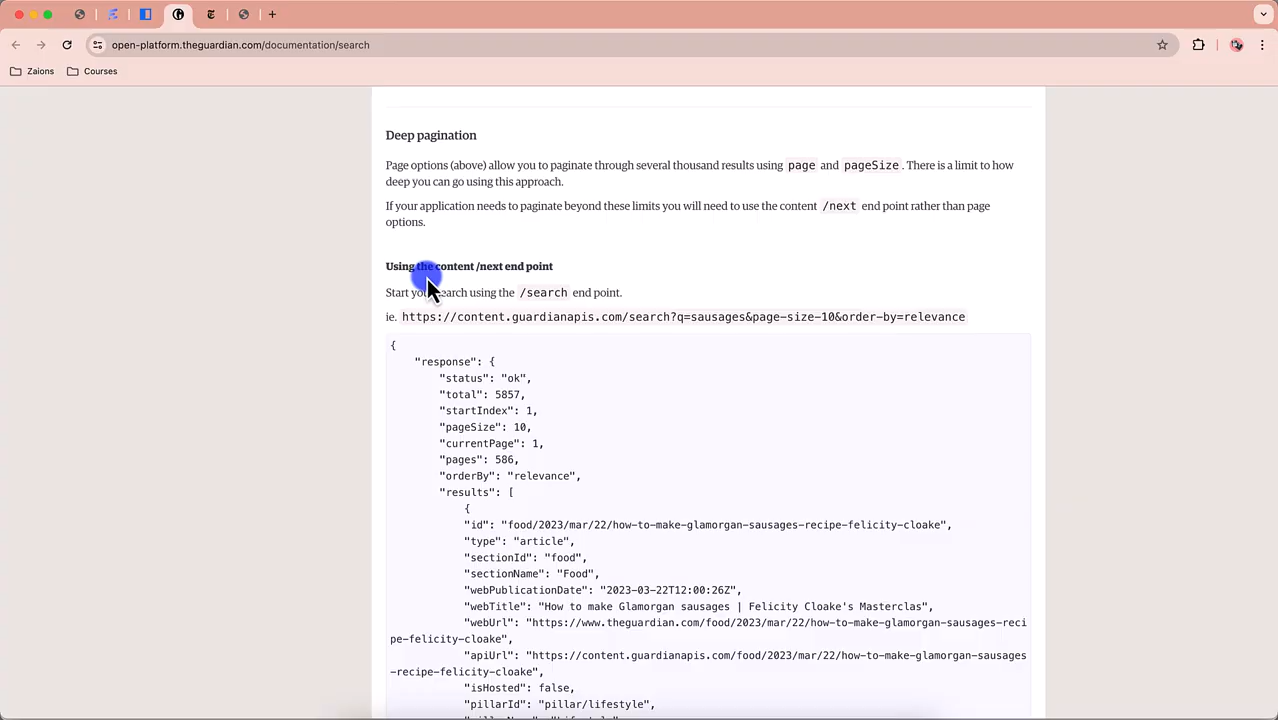 open-platform.theguardian.com/documentation/search
Zaions
Courses
Deep pagination
Page options (above) allow you to paginate through several thousand results using page and pageSize. There is a limit to how
deep you can go using this approach.
If your application needs to paginate beyond these limits you will need to use the content /next end point rather than page
options.
Using the content /next end point
Start your search using the /search end point.
ie. https://content.guardianapis.com/search?q=sausages&page-size-10&order-by=relevance
{
"response": {
"status": "ok",
"total": 5857,
"startIndex": 1,
"pageSize": 10,
"currentPage": 1,
"pages": 586,
"orderBy": "relevance",
"results": [
{
"id": "food/2023/mar/22/how-to-make-glamorgan-sausages-recipe-felicity-cloake",
"type": "article",
"sectionId": "food",
"sectionName": "Food",
"webPublicationDate": "2023-03-22T12:00:26Z",
"webTitle": "How to make Glamorgan sausages | Felicity Cloake's Masterclas",
"webUrl": "https://www.theguardian.com/food/2023/mar/22/how-to-make-glamorgan-sausages-reci
pe-felicity-cloake",
"apiUrl": "https://content.guardianapis.com/food/2023/mar/22/how-to-make-glamorgan-sausages
-recipe-felicity-cloake",
"isHosted": false,
"pillarId": "pillar/lifestyle",